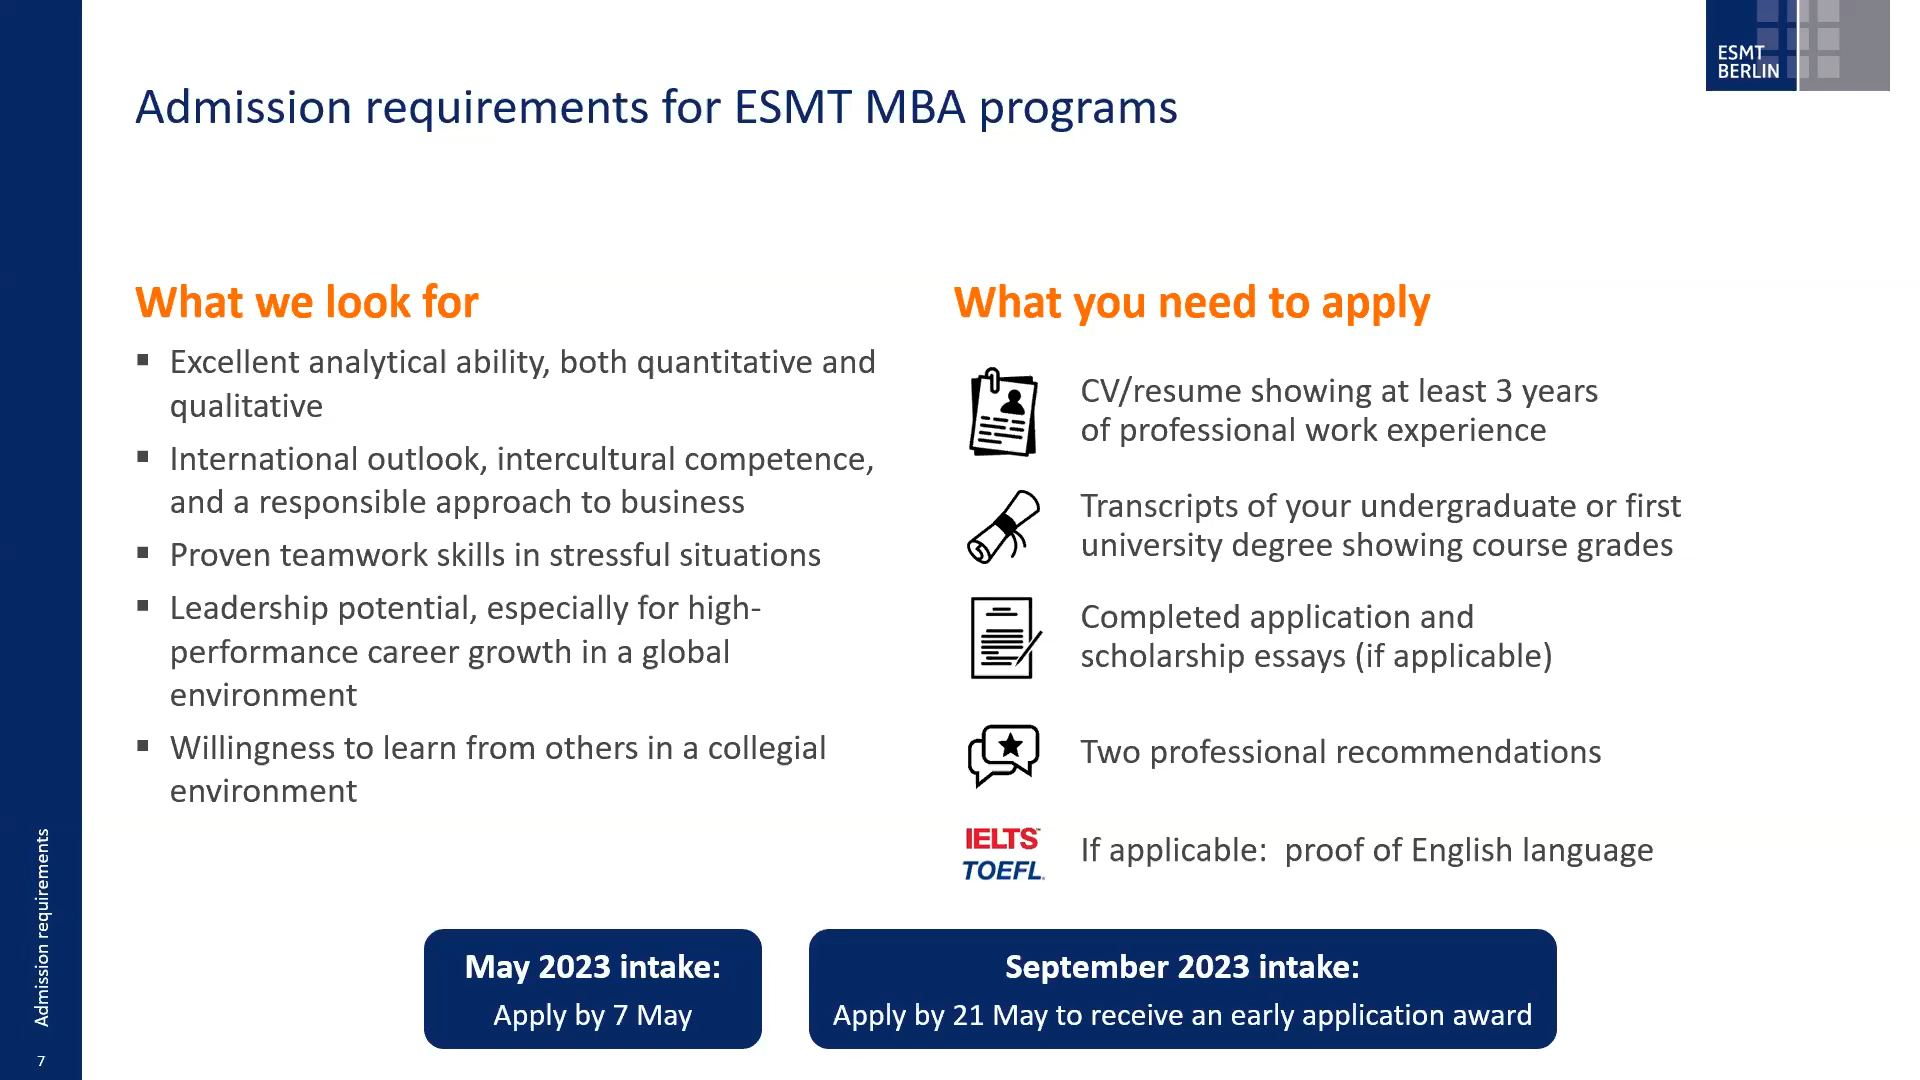 ESMT
BERLIN
Admission requirements for ESMT MBA programs
What we look for
▪ Excellent analytical ability, both quantitative and
qualitative
▪ International outlook, intercultural competence,
and a responsible approach to business
▪ Proven teamwork skills in stressful situations
▪ Leadership potential, especially for high-
performance career growth in a global
environment
▪ Willingness to learn from others in a collegial
environment
What you need to apply
CV/resume showing at least 3 years
of professional work experience
Transcripts of your undergraduate or first
university degree showing course grades
Completed application and
scholarship essays (if applicable)
Two professional recommendations
IELTS™
TOEFL.
If applicable: proof of English language
May 2023 intake:
Apply by 7 May
September 2023 intake:
Apply by 21 May to receive an early application award
Admission requirements
7